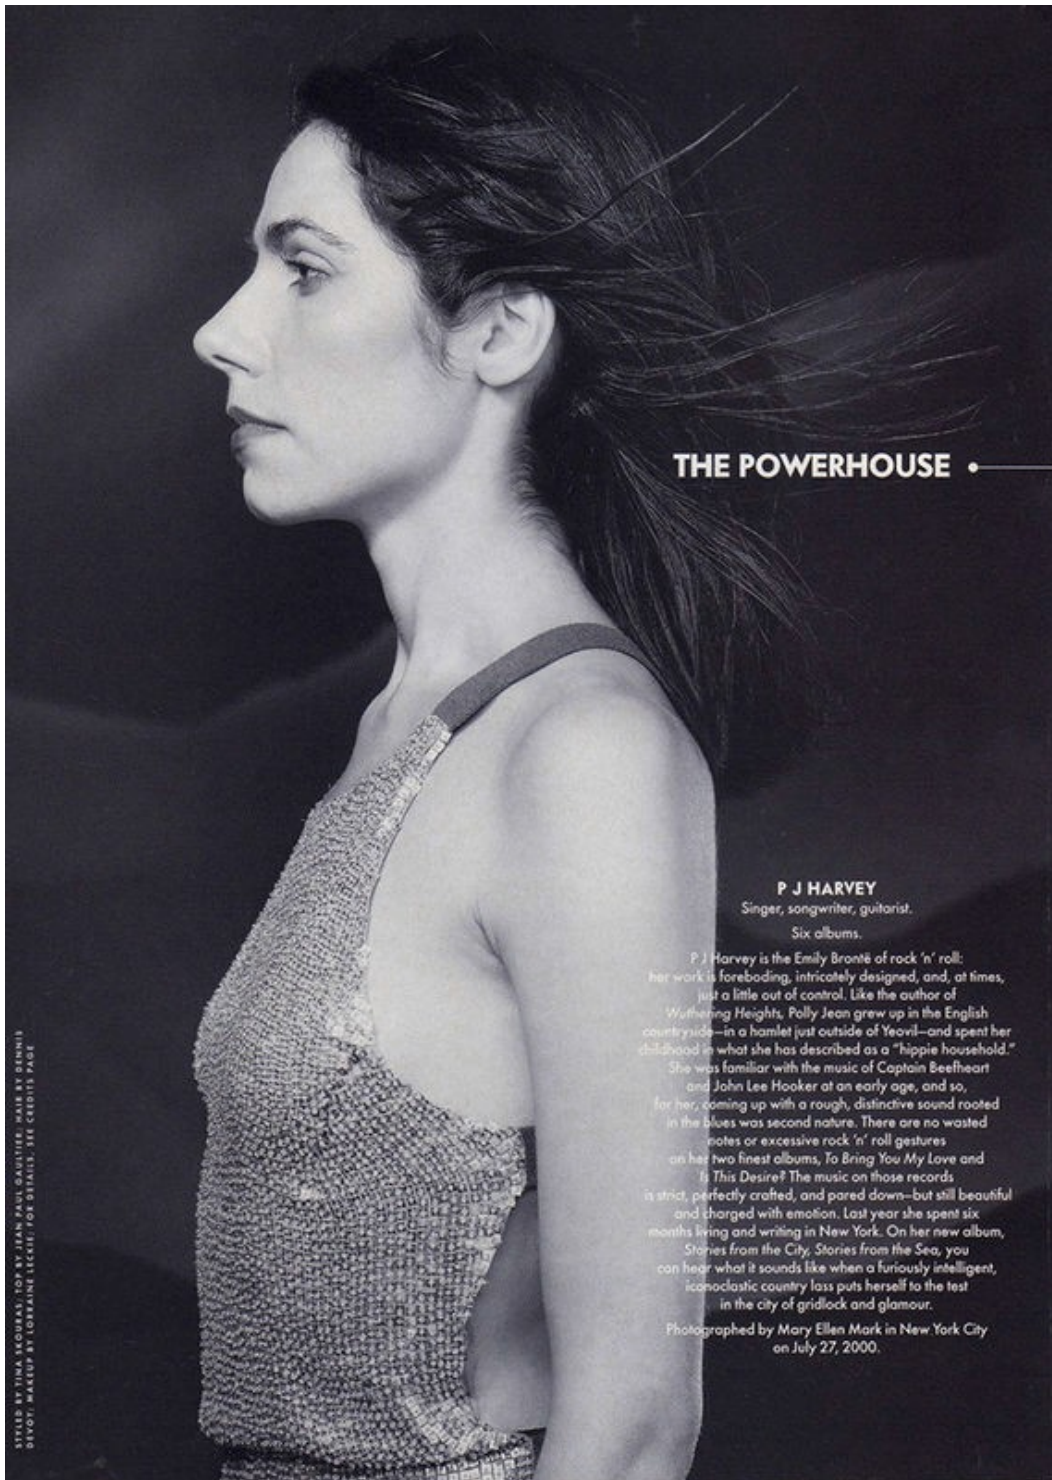 THE POWERHOUSE
P J HARVEY
Singer, songwriter, guitarist.
Six albums.
P J Harvey is the Emily Brontë of rock ’n’ roll:
her work is foreboding, intricately designed, and, at times,
just a little out of control. Like the author of
Wuthering Heights, Polly Jean grew up in the English
countryside—in a hamlet just outside of Yeovil—and spent her
childhood in what she has described as a “hippie household.”
She was familiar with the music of Captain Beefheart
and John Lee Hooker at an early age, and so,
for her, coming up with a rough, distinctive sound rooted
in the blues was second nature. There are no wasted
notes or excessive rock ’n’ roll gestures
on her two finest albums, To Bring You My Love and
Is This Desire? The music on those records
is strict, perfectly crafted, and pared down—but still beautiful
and charged with emotion. Last year she spent six
months living and writing in New York. On her new album,
Stories from the City, Stories from the Sea, you
can hear what it sounds like when a furiously intelligent,
iconoclastic country lass puts herself to the test
in the city of gridlock and glamour.
Photographed by Mary Ellen Mark in New York City
on July 27, 2000.
STYLED BY TINA SKOURAS; TOP BY JEAN PAUL GAULTIER; HAIR BY DENNIS
DEVOY; MAKEUP BY LORRAINE LECKIE; FOR DETAILS, SEE CREDITS PAGE